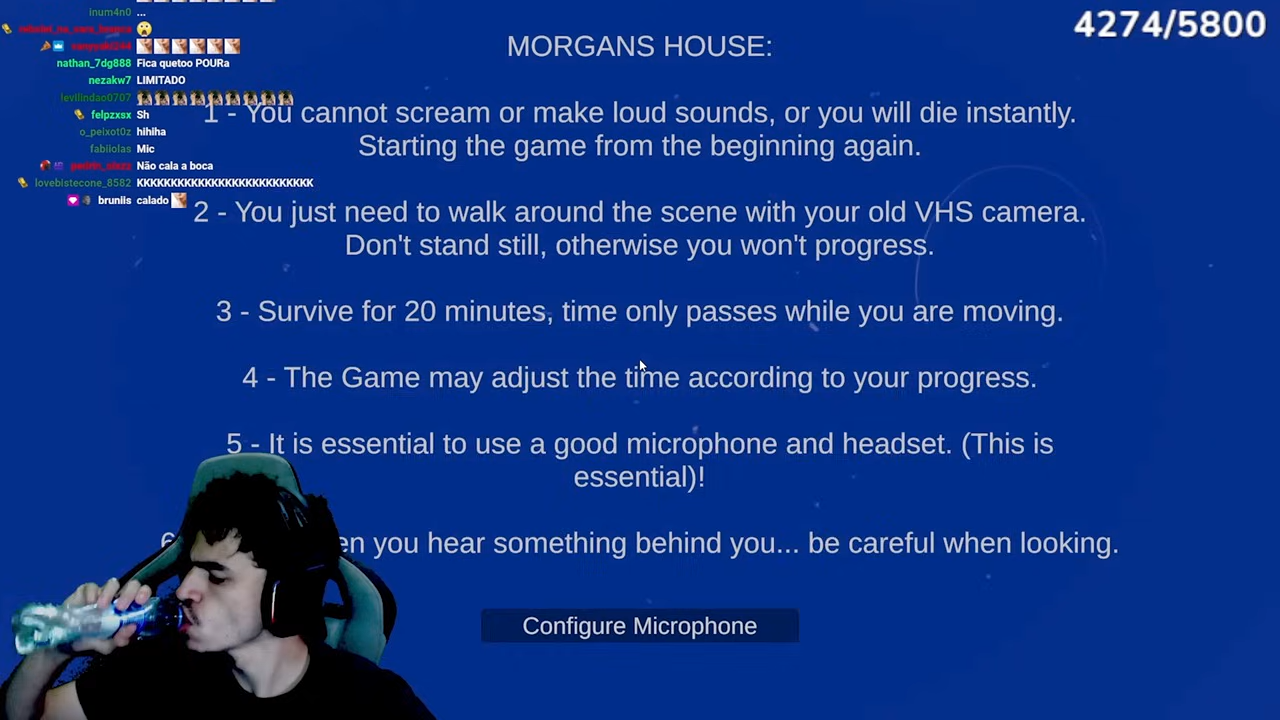 inum4n0 ...
4274/5800
nathan_7dg888 Fica quetoo POURa
nezakw7 LIMITADO
levilindao0707
felpzxsx Sh
o_peixot0z hihiha
fabiiolas Mic
Não cala a boca
lovebistecone_8582 KKKKKKKKKKKKKKKKKKKKKKKKKK
bruniis calado
MORGANS HOUSE:
1 - You cannot scream or make loud sounds, or you will die instantly.
Starting the game from the beginning again.
2 - You just need to walk around the scene with your old VHS camera.
Don't stand still, otherwise you won't progress.
3 - Survive for 20 minutes, time only passes while you are moving.
4 - The Game may adjust the time according to your progress.
5 - It is essential to use a good microphone and headset. (This is
essential)!
you hear something behind you... be careful when looking.
Configure Microphone